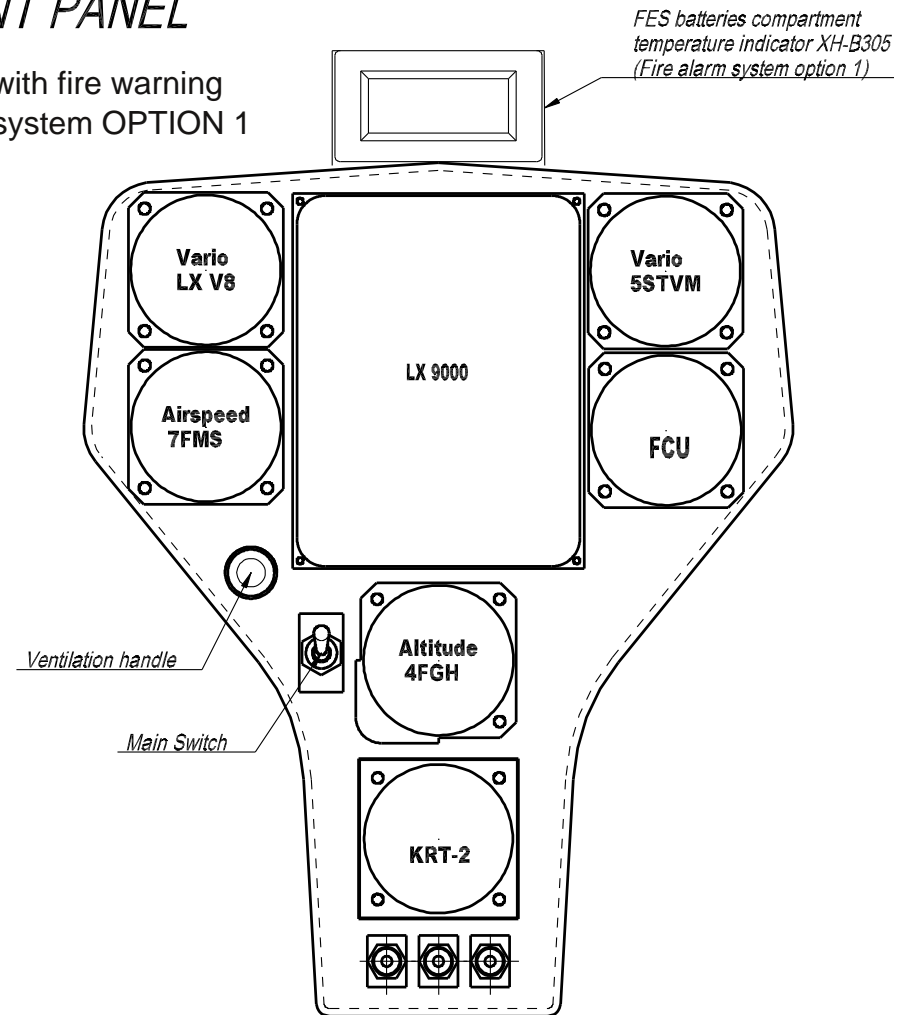 NT PANEL
with fire warning
system OPTION 1
FES batteries compartment
temperature indicator XH-B305
(Fire alarm system option 1)
Vario
LX V8
Vario
5STVM
LX 9000
Airspeed
7FMS
FCU
Ventilation handle
Altitude
4FGH
Main Switch
KRT-2